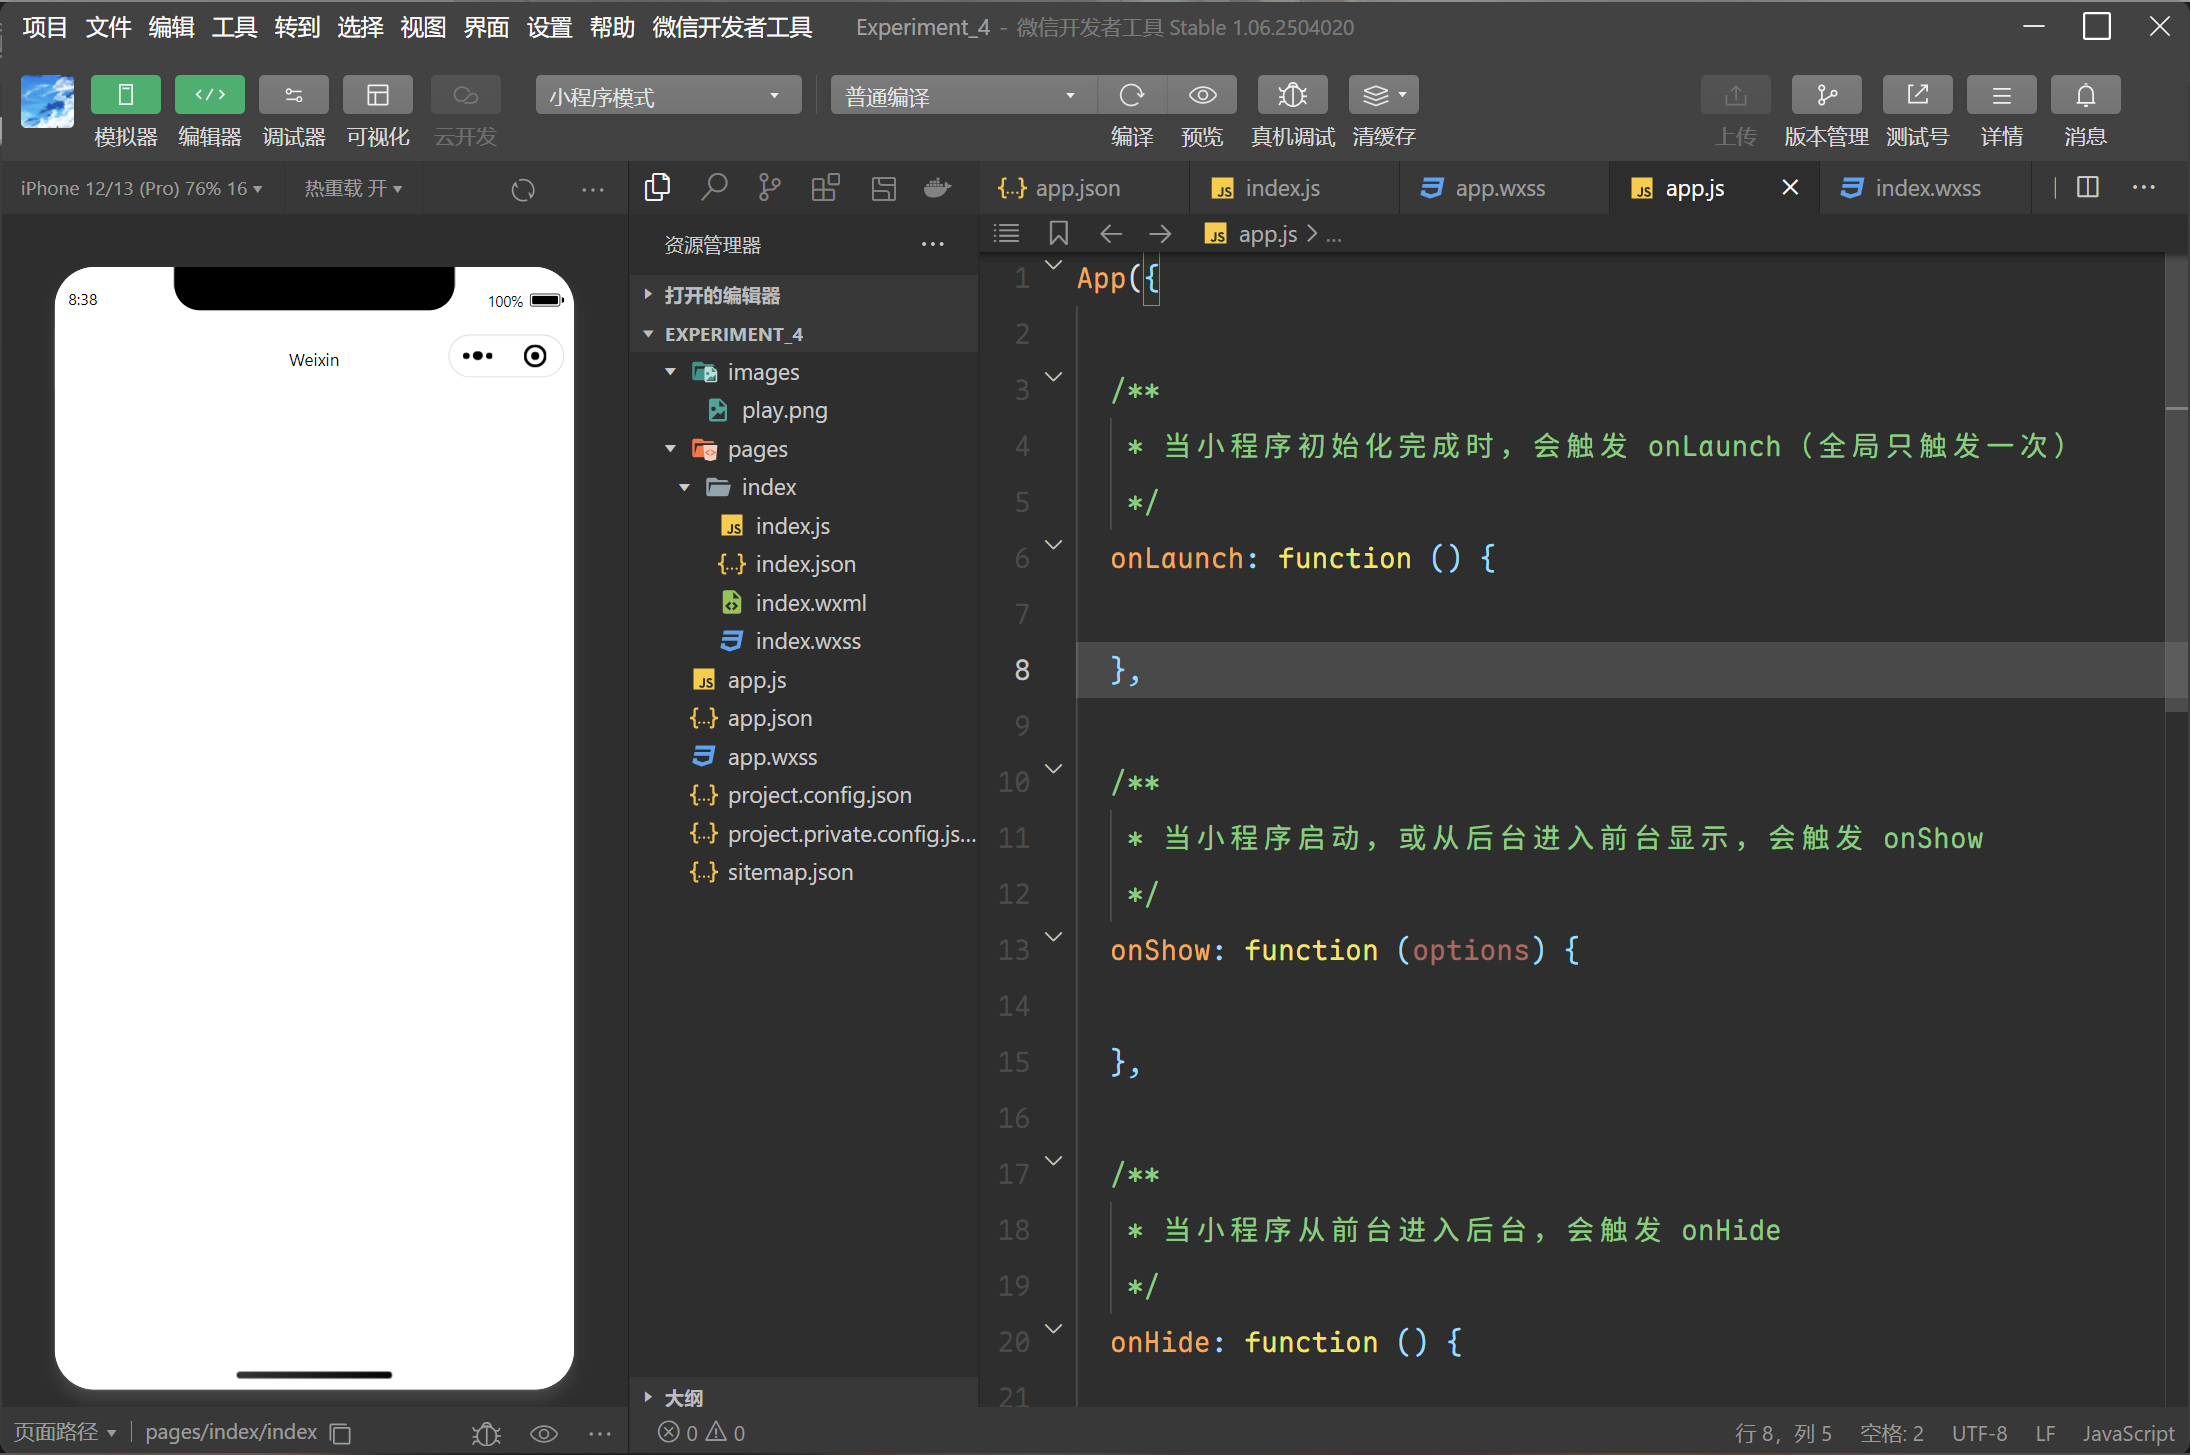 项目 文件 编辑 工具 转到 选择 视图 界面 设置 帮助 微信开发者工具 Experiment_4 - 微信开发者工具 Stable 1.06.2504020
小程序模式 普通编译
模拟器 编辑器 调试器 可视化 云开发 编译 预览 真机调试 清缓存 上传 版本管理 测试号 详情 消息
iPhone 12/13 (Pro) 76% 16 热重载 开
8:38
100%
Weixin
页面路径 pages/index/index
资源管理器
打开的编辑器
EXPERIMENT_4
images
play.png
pages
index
JS index.js
{..} index.json
index.wxml
index.wxss
JS app.js
{..} app.json
app.wxss
{..} project.config.json
{..} project.private.config.js...
{..} sitemap.json
大纲
0 0
{..} app.json JS index.js app.wxss JS app.js index.wxss
JS app.js > ...
1 App({
2
3 /**
4 * 当小程序初始化完成时，会触发 onLaunch（全局只触发一次）
5 */
6 onLaunch: function () {
7
8 },
9
10 /**
11 * 当小程序启动，或从后台进入前台显示，会触发 onShow
12 */
13 onShow: function (options) {
14
15 },
16
17 /**
18 * 当小程序从前台进入后台，会触发 onHide
19 */
20 onHide: function () {
21
行 8，列 5 空格: 2 UTF-8 LF JavaScript